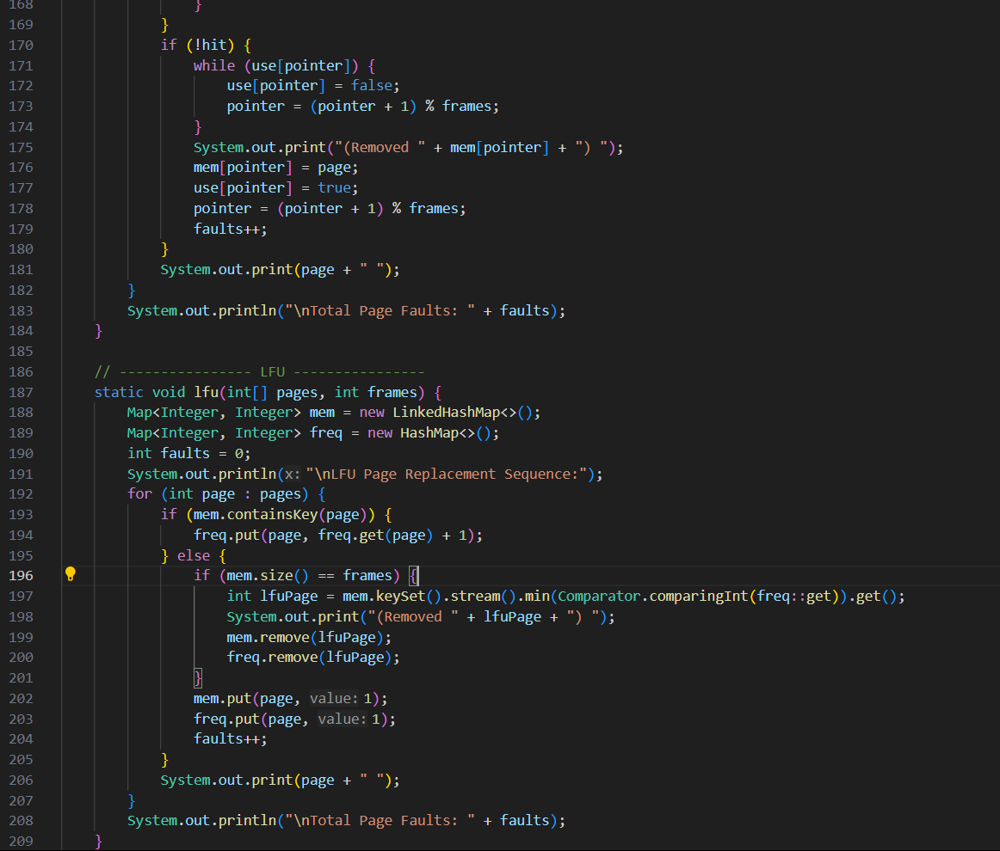 168 }
169 }
170 if (!hit) {
171 while (use[pointer]) {
172 use[pointer] = false;
173 pointer = (pointer + 1) % frames;
174 }
175 System.out.print("(Removed " + mem[pointer] + ") ");
176 mem[pointer] = page;
177 use[pointer] = true;
178 pointer = (pointer + 1) % frames;
179 faults++;
180 }
181 System.out.print(page + " ");
182 }
183 System.out.println("\nTotal Page Faults: " + faults);
184 }
185
186 // ---------------- LFU ----------------
187 static void lfu(int[] pages, int frames) {
188 Map<Integer, Integer> mem = new LinkedHashMap<>();
189 Map<Integer, Integer> freq = new HashMap<>();
190 int faults = 0;
191 System.out.println(x: "\nLFU Page Replacement Sequence:");
192 for (int page : pages) {
193 if (mem.containsKey(page)) {
194 freq.put(page, freq.get(page) + 1);
195 } else {
196 if (mem.size() == frames) {
197 int lfuPage = mem.keySet().stream().min(Comparator.comparingInt(freq::get)).get();
198 System.out.print("(Removed " + lfuPage + ") ");
199 mem.remove(lfuPage);
200 freq.remove(lfuPage);
201 }
202 mem.put(page, value: 1);
203 freq.put(page, value: 1);
204 faults++;
205 }
206 System.out.print(page + " ");
207 }
208 System.out.println("\nTotal Page Faults: " + faults);
209 }